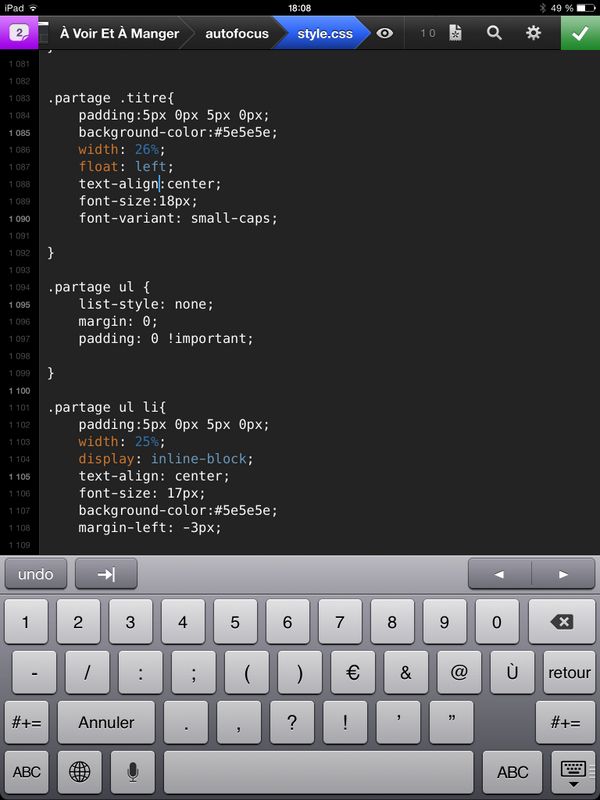 iPad 18:08 49 %
2 À Voir Et À Manger autofocus style.css 1 0
}
1 081
1 082
1 083 .partage .titre{
1 084 padding:5px 0px 5px 0px;
1 085 background-color:#5e5e5e;
1 086 width: 26%;
1 087 float: left;
1 088 text-align:center;
1 089 font-size:18px;
1 090 font-variant: small-caps;
1 091
1 092 }
1 093
1 094 .partage ul {
1 095 list-style: none;
1 096 margin: 0;
1 097 padding: 0 !important;
1 098
1 099 }
1 100
1 101 .partage ul li{
1 102 padding:5px 0px 5px 0px;
1 103 width: 25%;
1 104 display: inline-block;
1 105 text-align: center;
1 106 font-size: 17px;
1 107 background-color:#5e5e5e;
1 108 margin-left: -3px;
1 109
undo →| ◄ ►
1 2 3 4 5 6 7 8 9 0
- / : ; ( ) € & @ Ù retour
#+= Annuler . , ? ! ’ ” #+=
ABC ABC